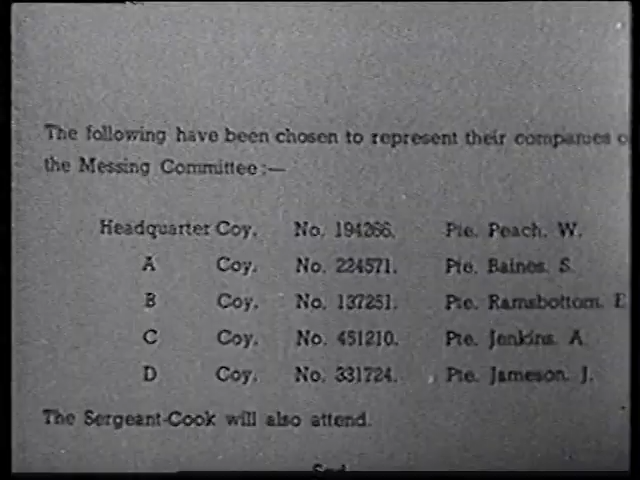 The following have been chosen to represent their companies o
the Messing Committee:—
Headquarter Coy. No. 194266. Pte. Peach. W.
A Coy. No. 224571. Pte. Baines. S.
B Coy. No. 137251. Pte. Ramsbottom. E
C Coy. No. 451210. Pte. Jenkins. A
D Coy. No. 331724. Pte. Jameson. J.
The Sergeant-Cook will also attend.